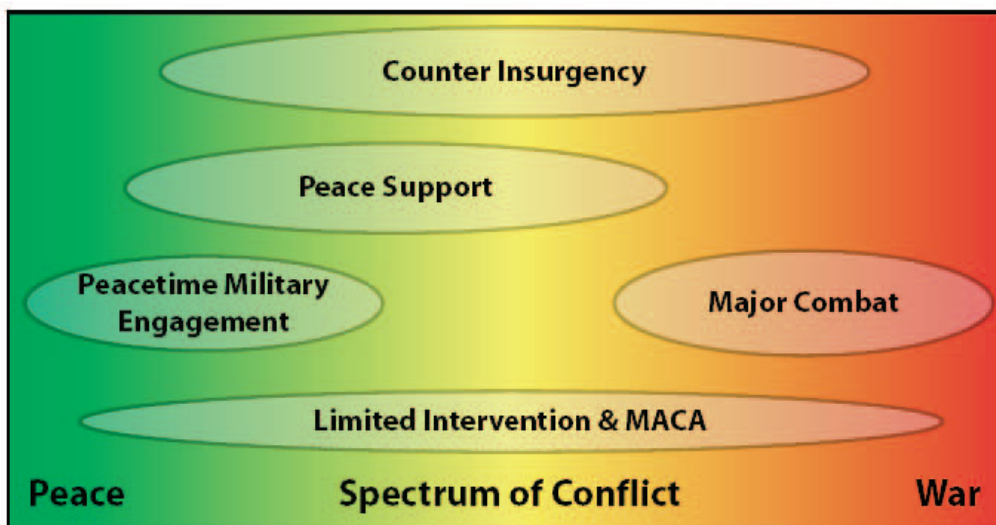 Counter Insurgency
Peace Support
Peacetime Military
Engagement
Major Combat
Limited Intervention & MACA
Peace
Spectrum of Conflict
War